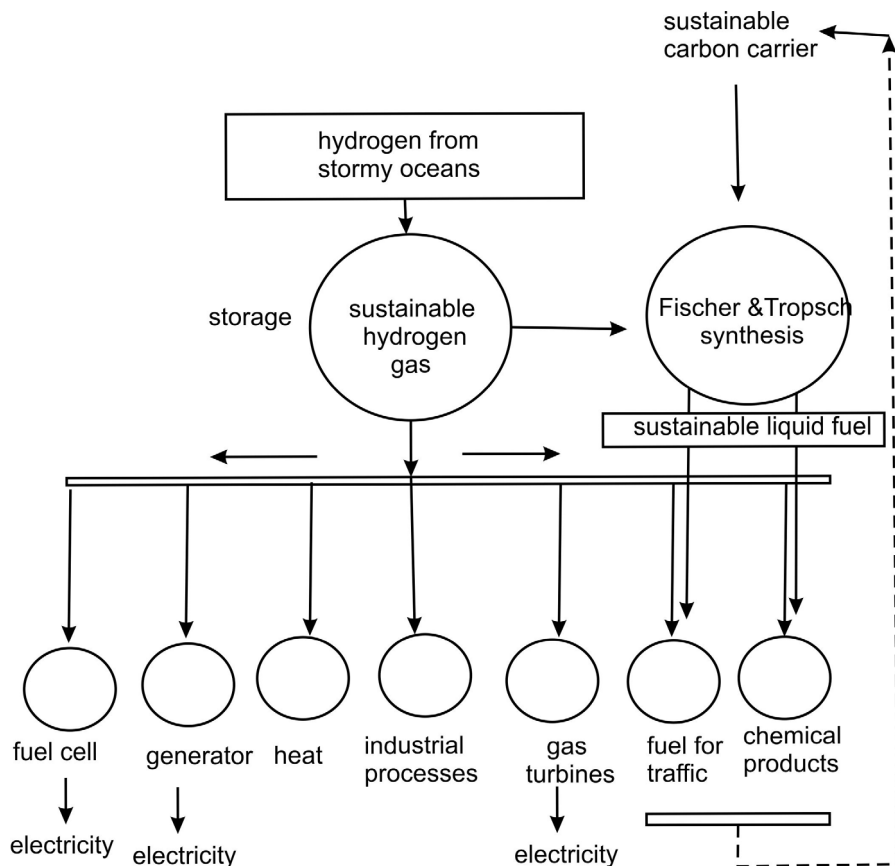 sustainable
carbon carrier
hydrogen from
stormy oceans
storage
sustainable
hydrogen
gas
Fischer &Tropsch
synthesis
sustainable liquid fuel
fuel cell
generator
heat
industrial
processes
gas
turbines
fuel for
traffic
chemical
products
electricity
electricity
electricity